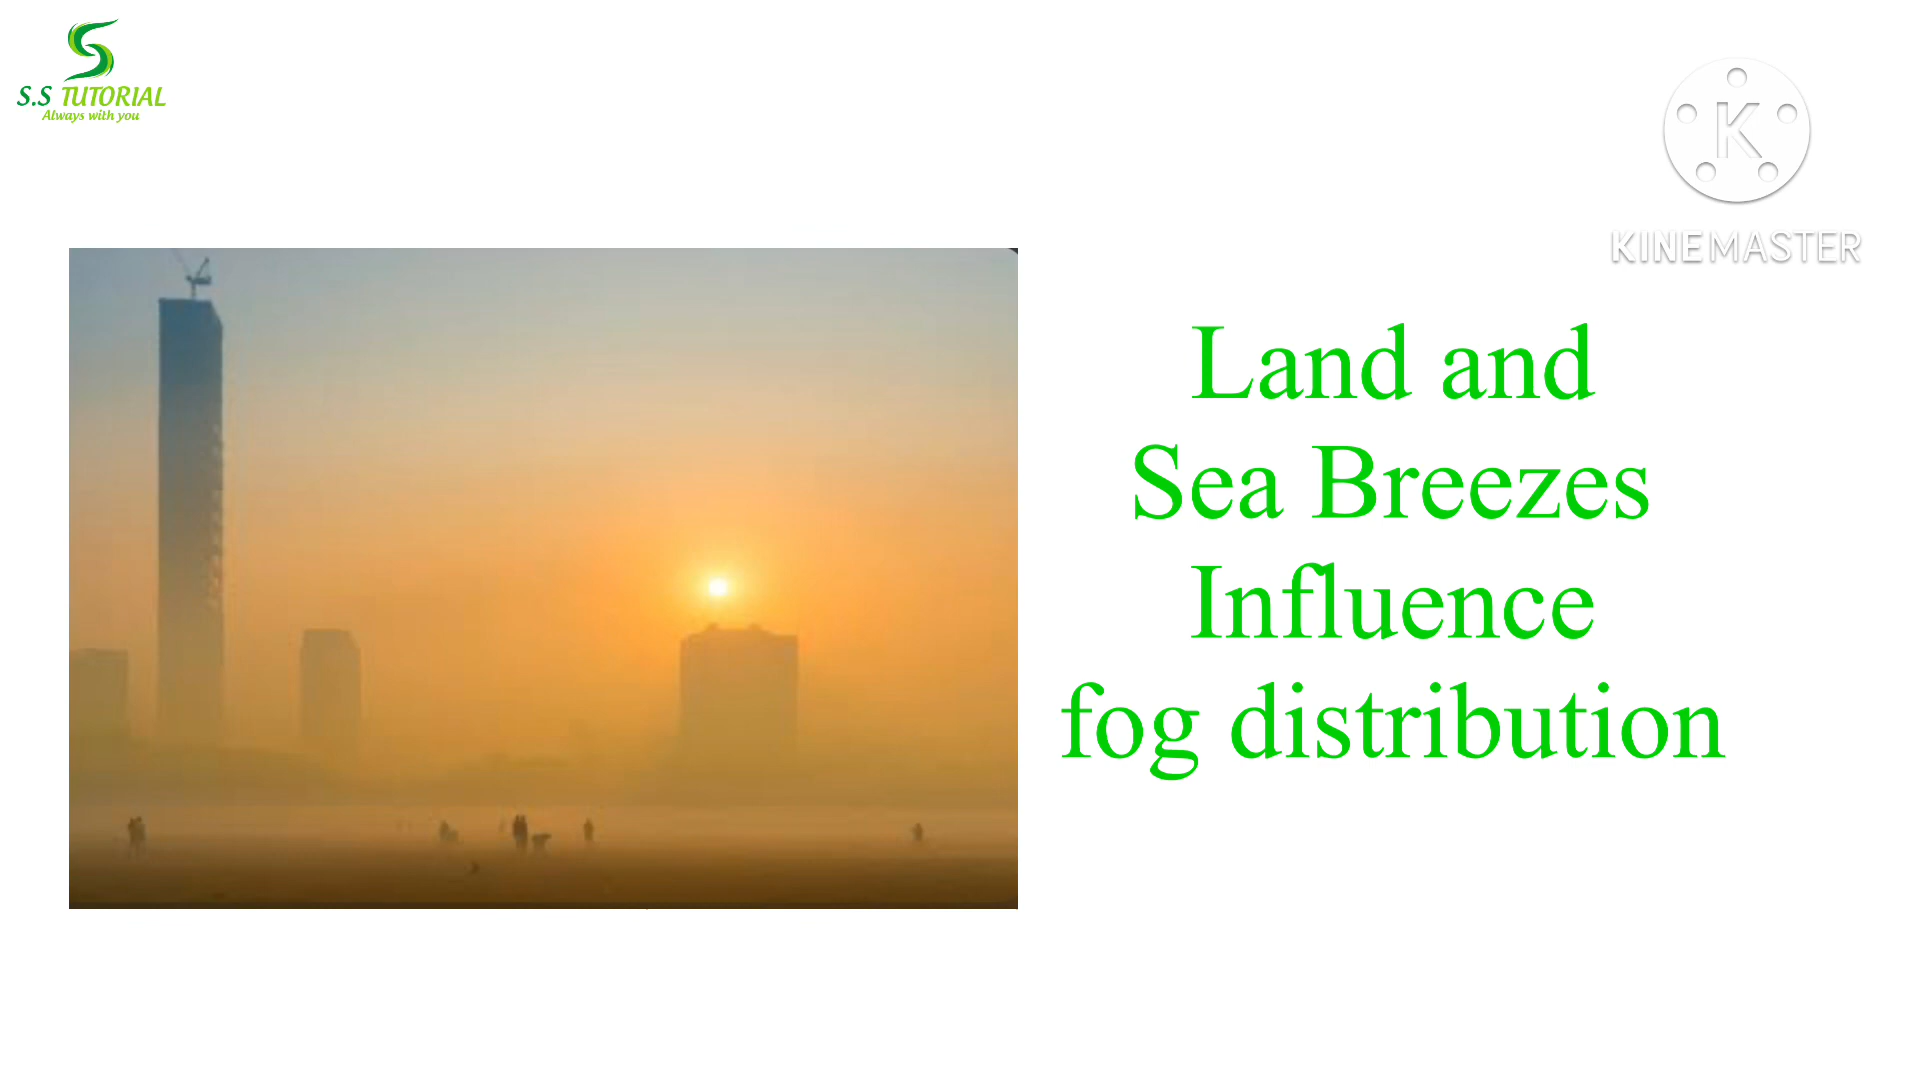 S.S TUTORIAL
Always with you
K
KINEMASTER
Land and
Sea Breezes
Influence
fog distribution